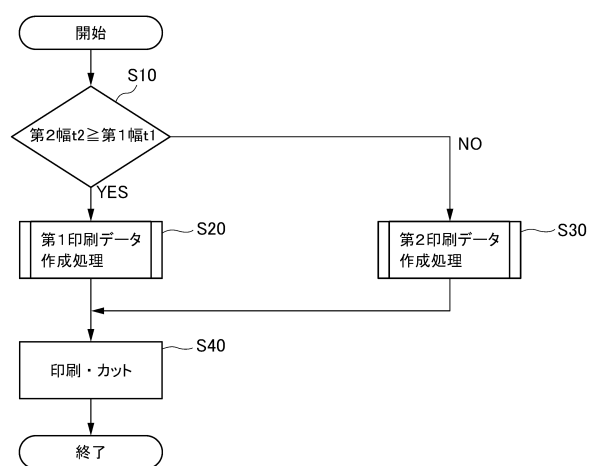 開始
S10
第２幅t2≧第１幅t1
NO
YES
第１印刷データ
作成処理
S20
第２印刷データ
作成処理
S30
印刷・カット
S40
終了